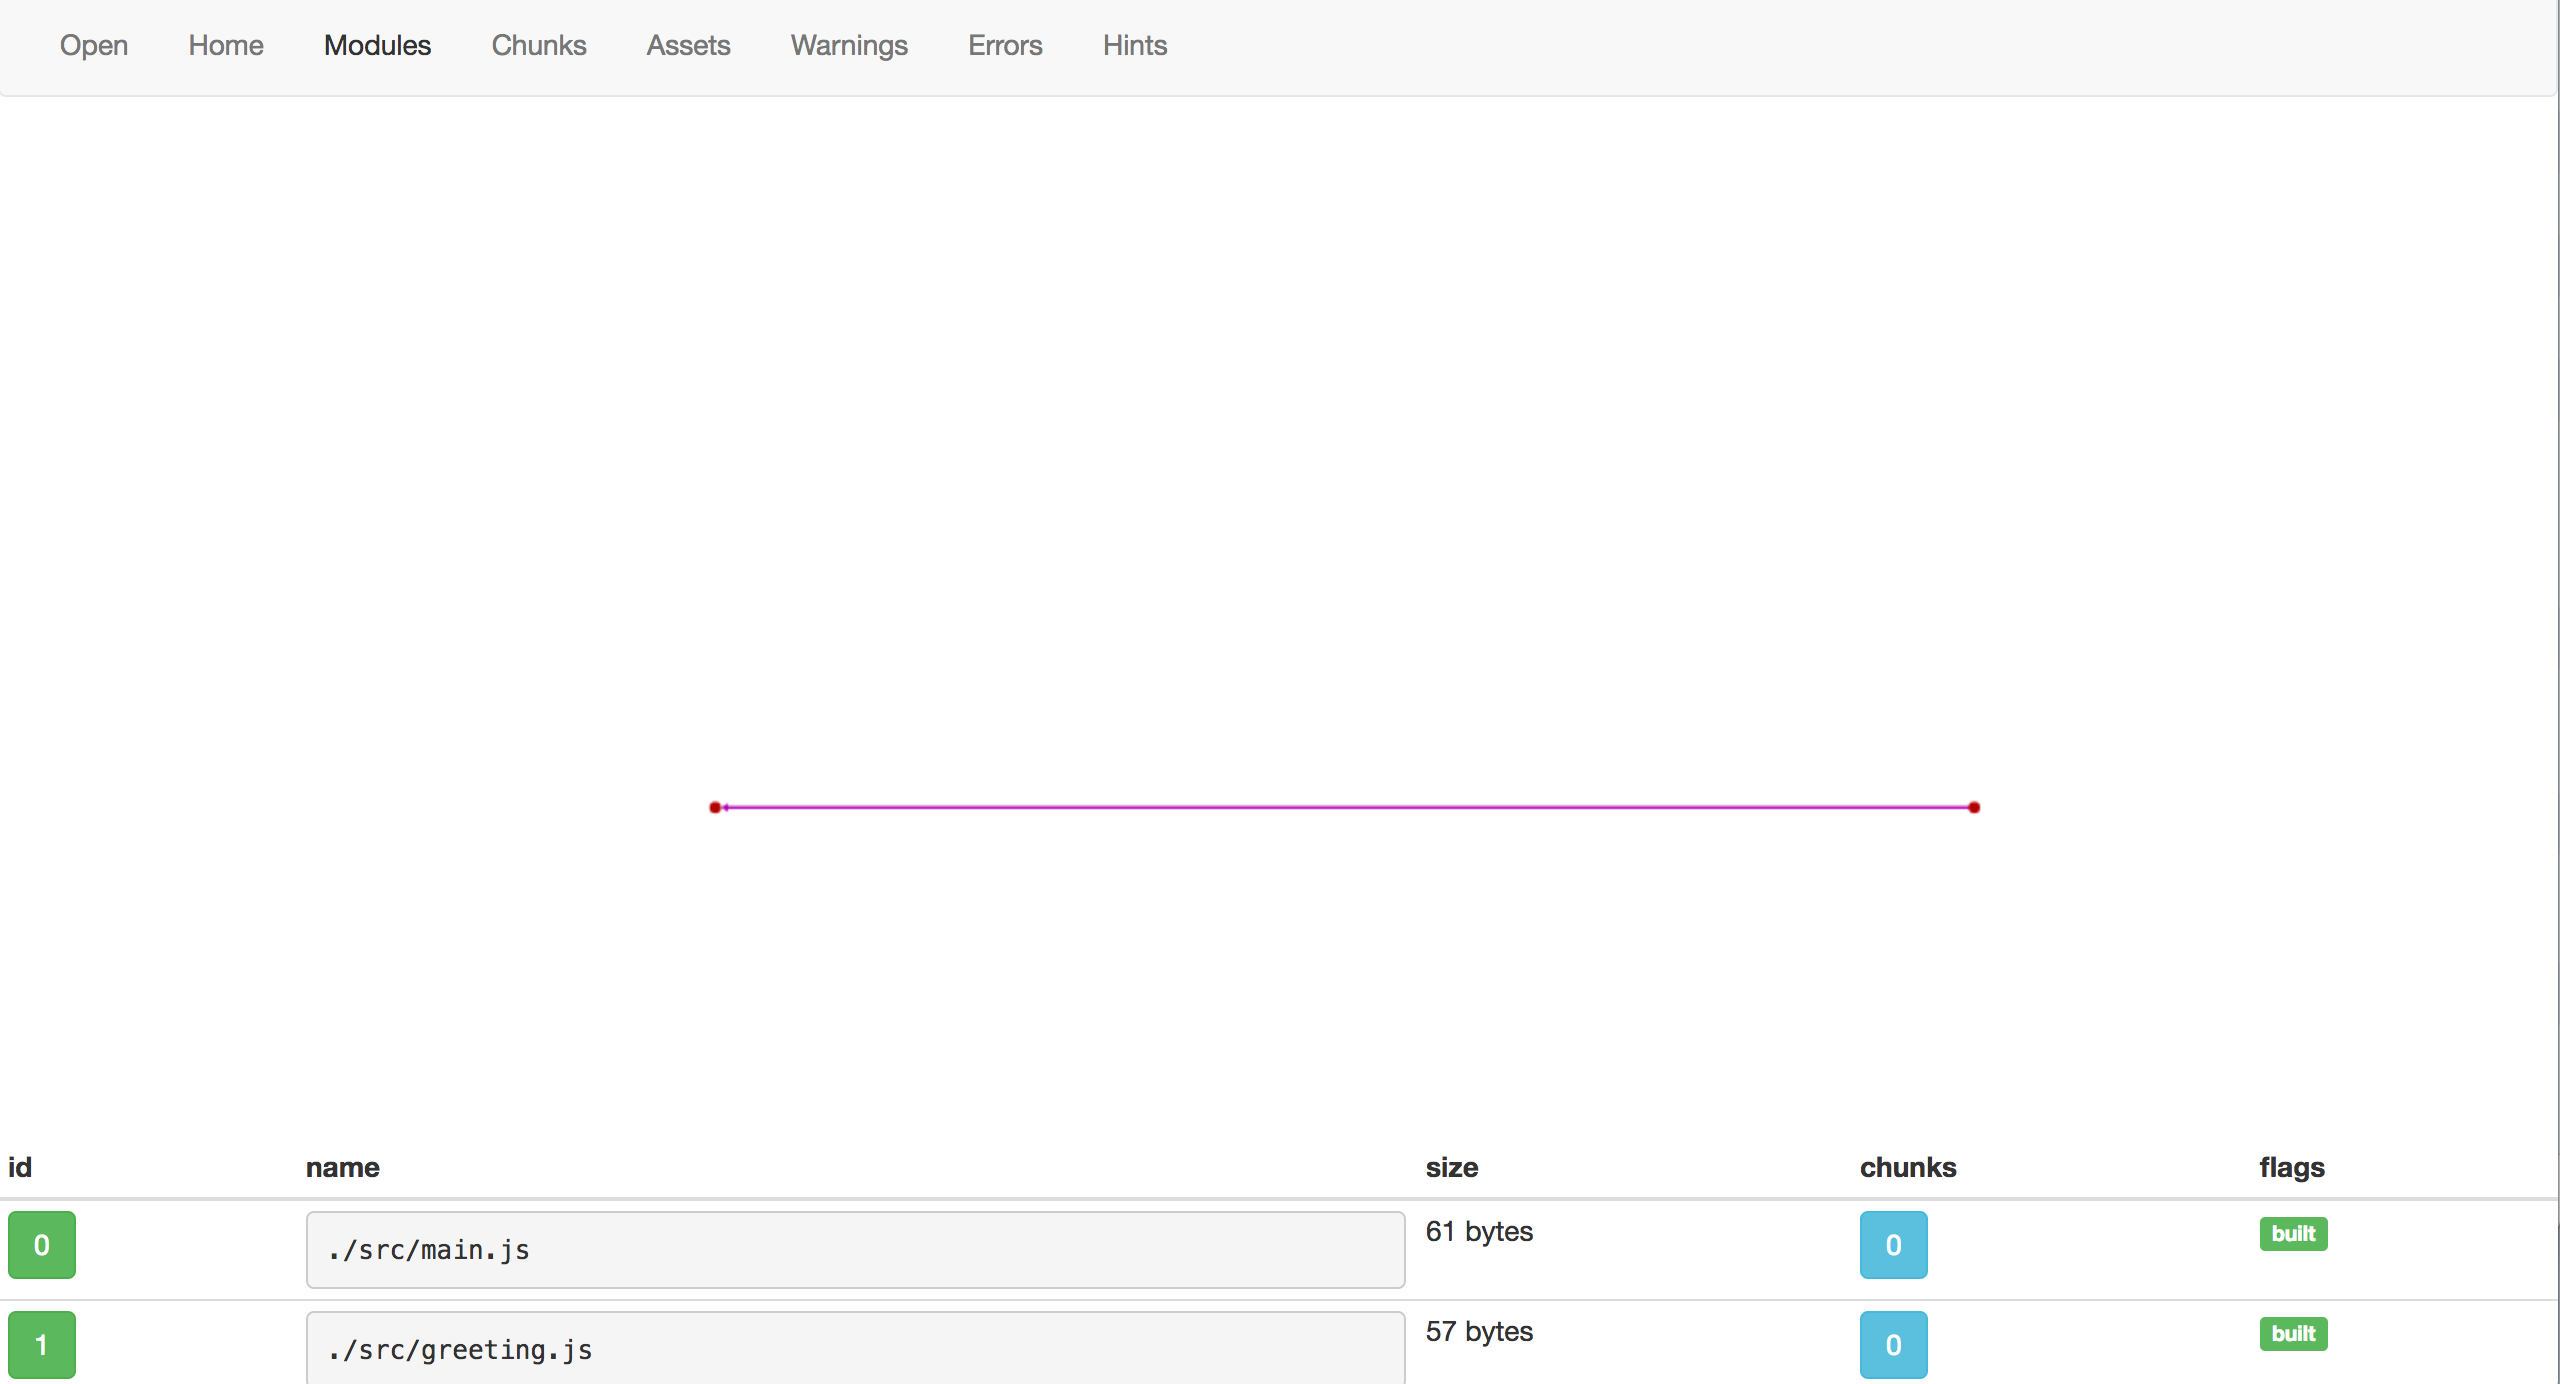 Open Home Modules Chunks Assets Warnings Errors Hints
id name size chunks flags
0 ./src/main.js 61 bytes 0 built
1 ./src/greeting.js 57 bytes 0 built